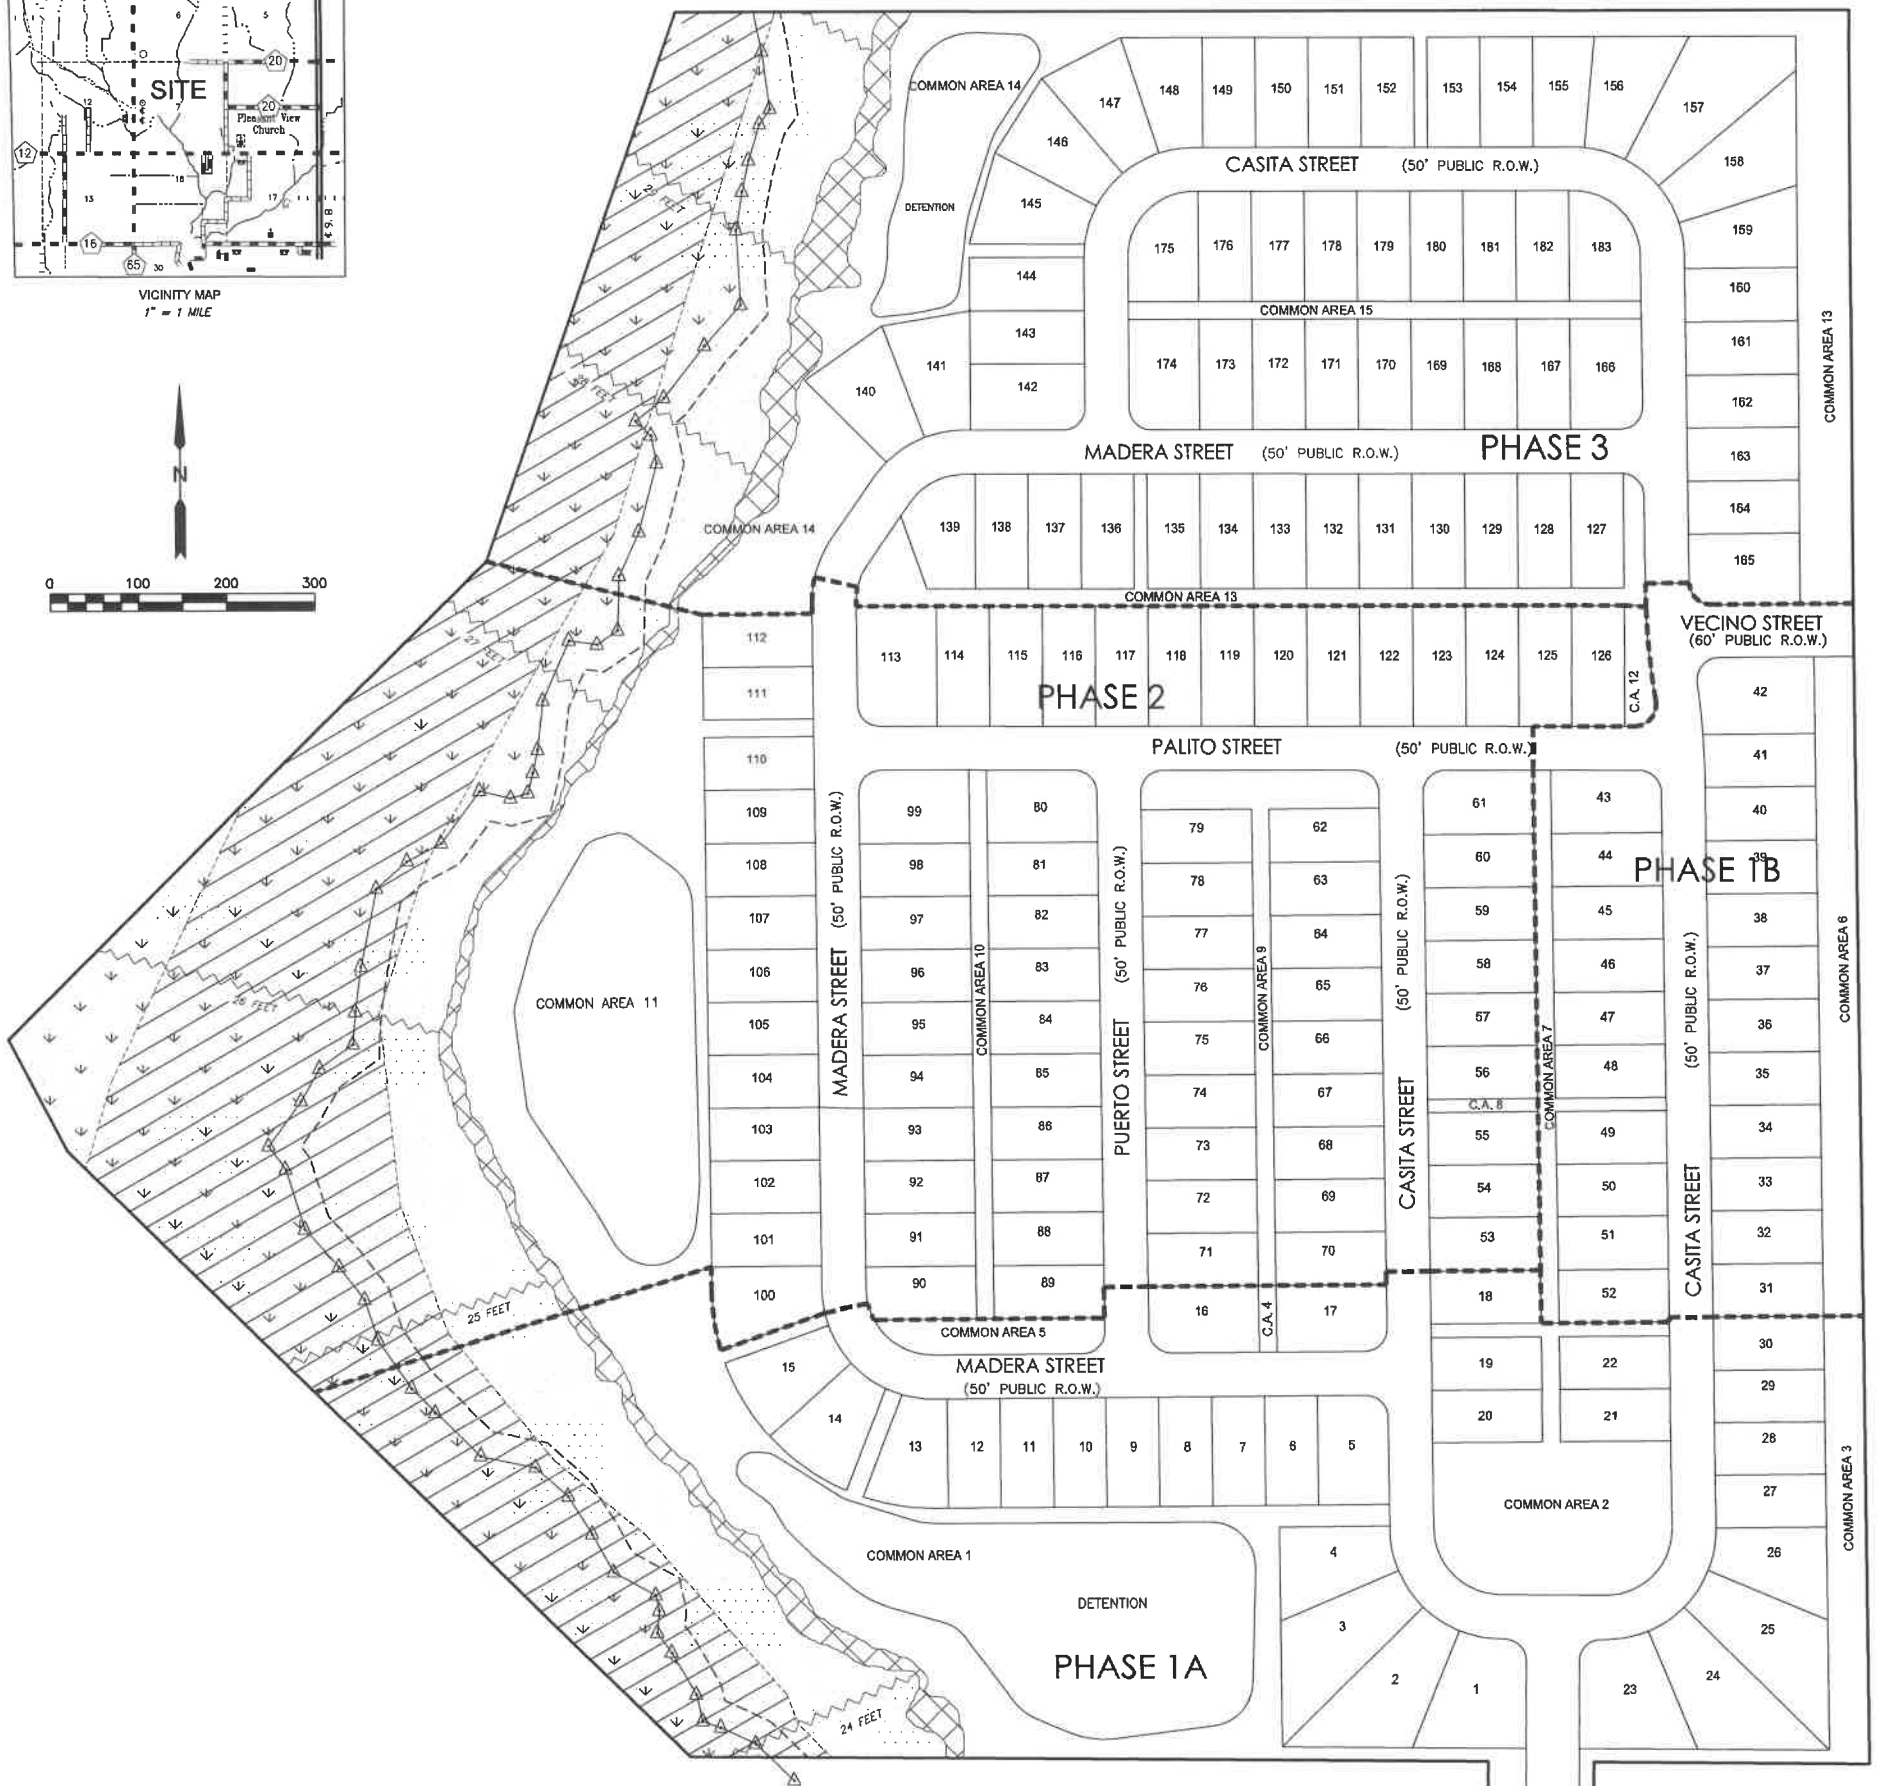 6
5
20
SITE
12
7
20
Pleasant View
Church
12
18
13
17
16
65
30
VICINITY MAP
1" = 1 MILE
N
0 100 200 300
COMMON AREA 14
DETENTION
148 149 150 151 152 153 154 155 156
147
157
146
158
145
159
CASITA STREET (50' PUBLIC R.O.W.)
175 176 177 178 179 180 181 182 183
144
160
COMMON AREA 15
143
161
COMMON AREA 13
141
174 173 172 171 170 169 168 167 166
140
142
162
MADERA STREET (50' PUBLIC R.O.W.)
PHASE 3
163
COMMON AREA 14
139 138 137 136 135 134 133 132 131 130 129 128 127
164
165
COMMON AREA 13
VECINO STREET
(60' PUBLIC R.O.W.)
27 FEET
112
113 114 115 116 117 118 119 120 121 122 123 124 125 126
C.A. 12
111
PHASE 2
42
PALITO STREET (50' PUBLIC R.O.W.)
110
41
109
99
80
79
62
61
43
40
108
98
81
78
63
60
44
39
PHASE 1B
107
97
82
77
64
59
45
38
106
96
83
76
65
58
46
37
105
95
84
75
66
57
47
36
104
94
85
74
67
56
48
35
C.A. 8
103
93
86
73
68
55
49
34
102
92
87
72
69
54
50
33
101
91
88
71
70
53
51
32
100
90
89
16
17
18
52
31
MADERA STREET (50' PUBLIC R.O.W.)
COMMON AREA 10
PUERTO STREET (50' PUBLIC R.O.W.)
COMMON AREA 9
CASITA STREET (50' PUBLIC R.O.W.)
COMMON AREA 7
CASITA STREET (50' PUBLIC R.O.W.)
COMMON AREA 6
26 FEET
COMMON AREA 11
25 FEET
C.A. 4
COMMON AREA 5
MADERA STREET
(50' PUBLIC R.O.W.)
15
19
22
30
14
20
21
29
13 12 11 10 9 8 7 6 5
28
27
COMMON AREA 3
COMMON AREA 2
COMMON AREA 1
4
26
DETENTION
3
25
PHASE 1A
2
1
23
24
24 FEET